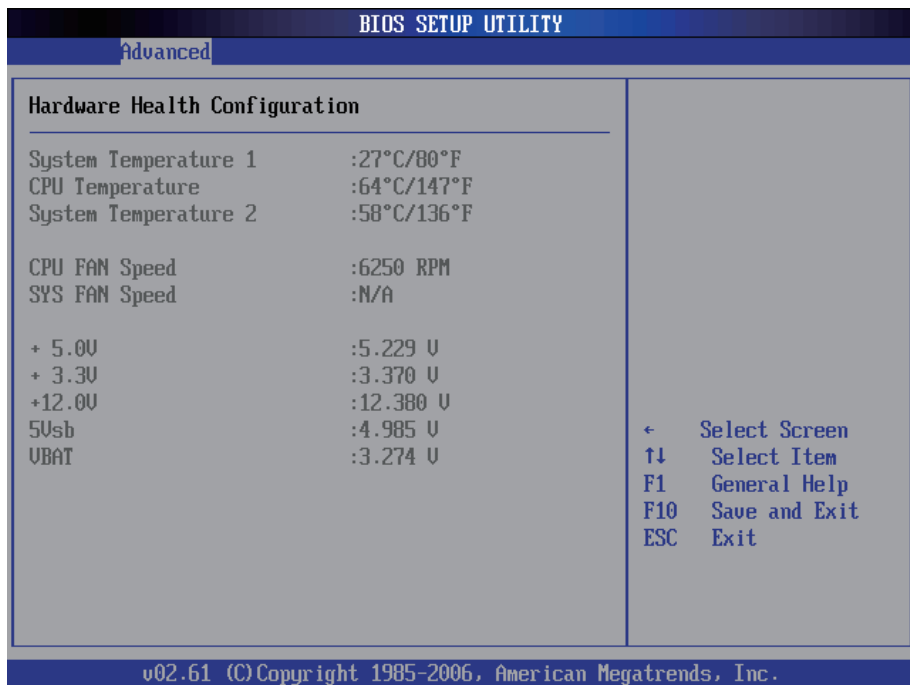 BIOS SETUP UTILITY
Advanced
Hardware Health Configuration
System Temperature 1 :27°C/80°F
CPU Temperature :64°C/147°F
System Temperature 2 :58°C/136°F
CPU FAN Speed :6250 RPM
SYS FAN Speed :N/A
+ 5.0V :5.229 V
+ 3.3V :3.370 V
+12.0V :12.380 V
5Vsb :4.985 V
VBAT :3.274 V
← Select Screen
↑↓ Select Item
F1 General Help
F10 Save and Exit
ESC Exit
v02.61 (C)Copyright 1985-2006, American Megatrends, Inc.